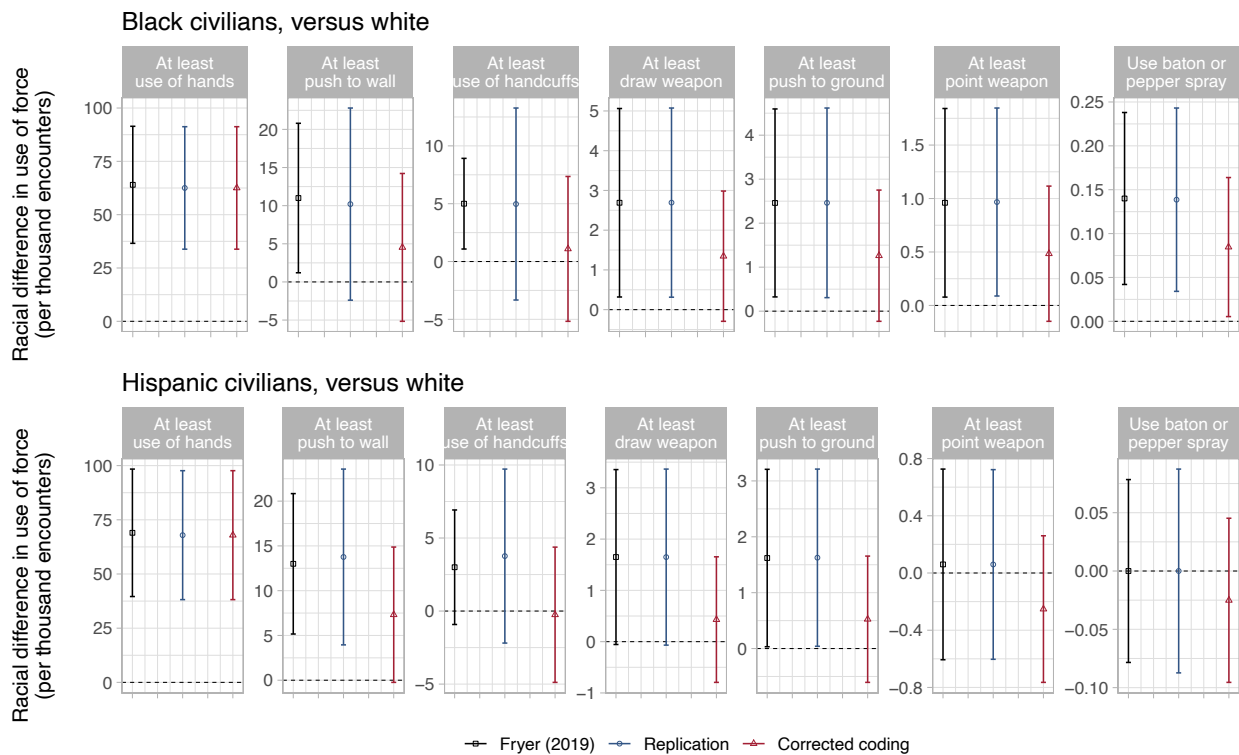 Black civilians, versus white
Racial difference in use of force
(per thousand encounters)
At least
use of hands
100
75
50
25
0
At least
push to wall
20
15
10
5
0
−5
At least
use of handcuffs
10
5
0
−5
At least
draw weapon
5
4
3
2
1
0
At least
push to ground
4
3
2
1
0
At least
point weapon
1.5
1.0
0.5
0.0
Use baton or
pepper spray
0.25
0.20
0.15
0.10
0.05
0.00
Hispanic civilians, versus white
Racial difference in use of force
(per thousand encounters)
At least
use of hands
100
75
50
25
0
At least
push to wall
20
15
10
5
0
At least
use of handcuffs
10
5
0
−5
At least
draw weapon
3
2
1
0
−1
At least
push to ground
3
2
1
0
At least
point weapon
0.8
0.4
0.0
−0.4
−0.8
Use baton or
pepper spray
0.05
0.00
−0.05
−0.10
Fryer (2019) Replication Corrected coding